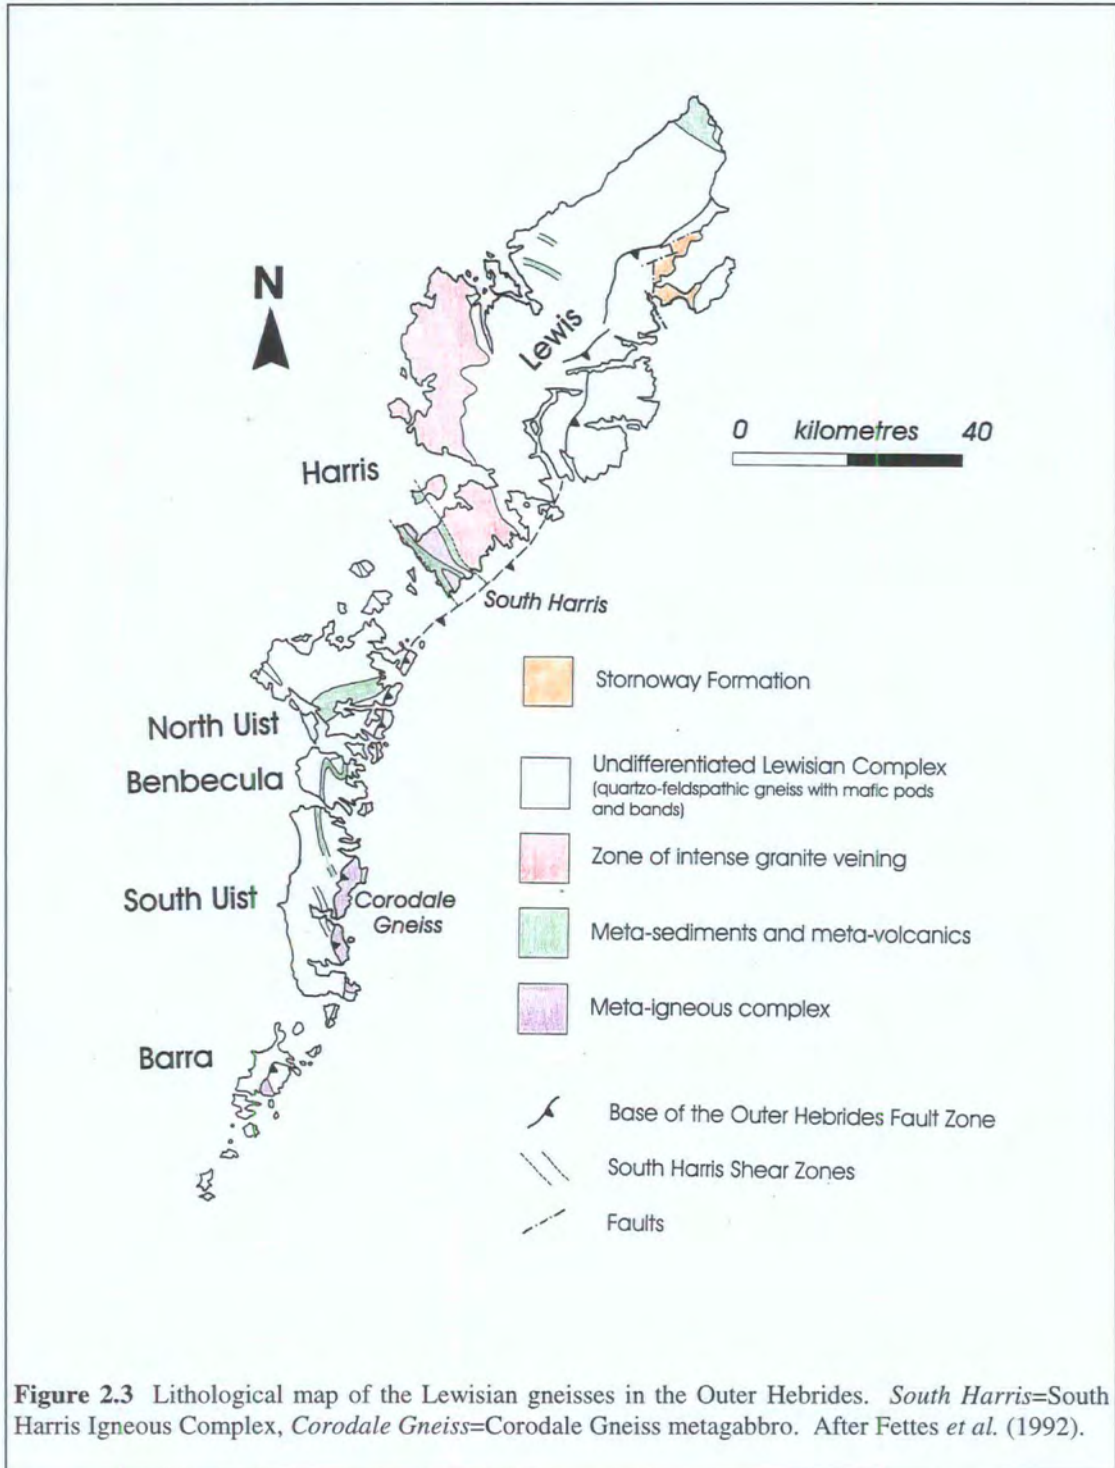 N
Lewis
0 kilometres 40
Harris
South Harris
Stornoway Formation
North Uist
Undifferentiated Lewisian Complex
(quartzo-feldspathic gneiss with mafic pods
and bands)
Benbecula
Zone of intense granite veining
South Uist
Corodale
Gneiss
Meta-sediments and meta-volcanics
Meta-igneous complex
Barra
Base of the Outer Hebrides Fault Zone
South Harris Shear Zones
Faults
Figure 2.3 Lithological map of the Lewisian gneisses in the Outer Hebrides. South Harris=South
Harris Igneous Complex, Corodale Gneiss=Corodale Gneiss metagabbro. After Fettes et al. (1992).